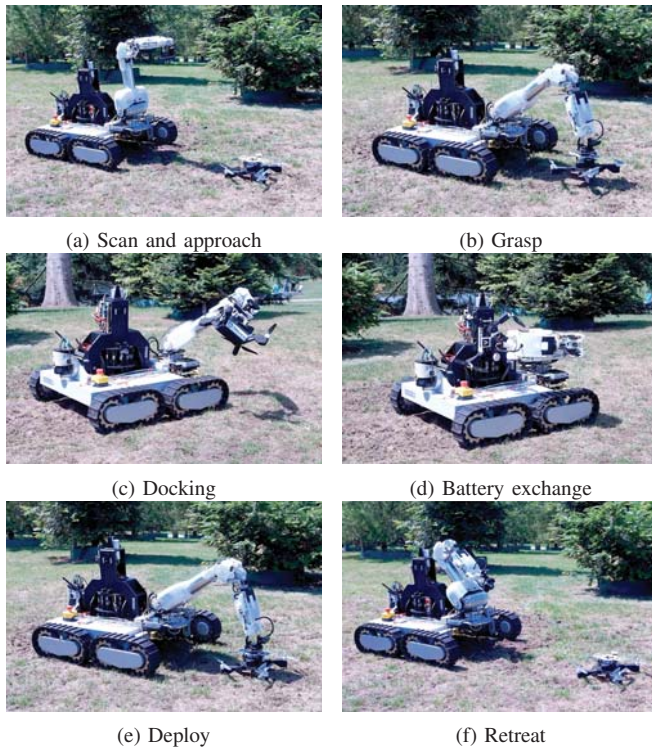 (a) Scan and approach
(b) Grasp
(c) Docking
(d) Battery exchange
(e) Deploy
(f) Retreat